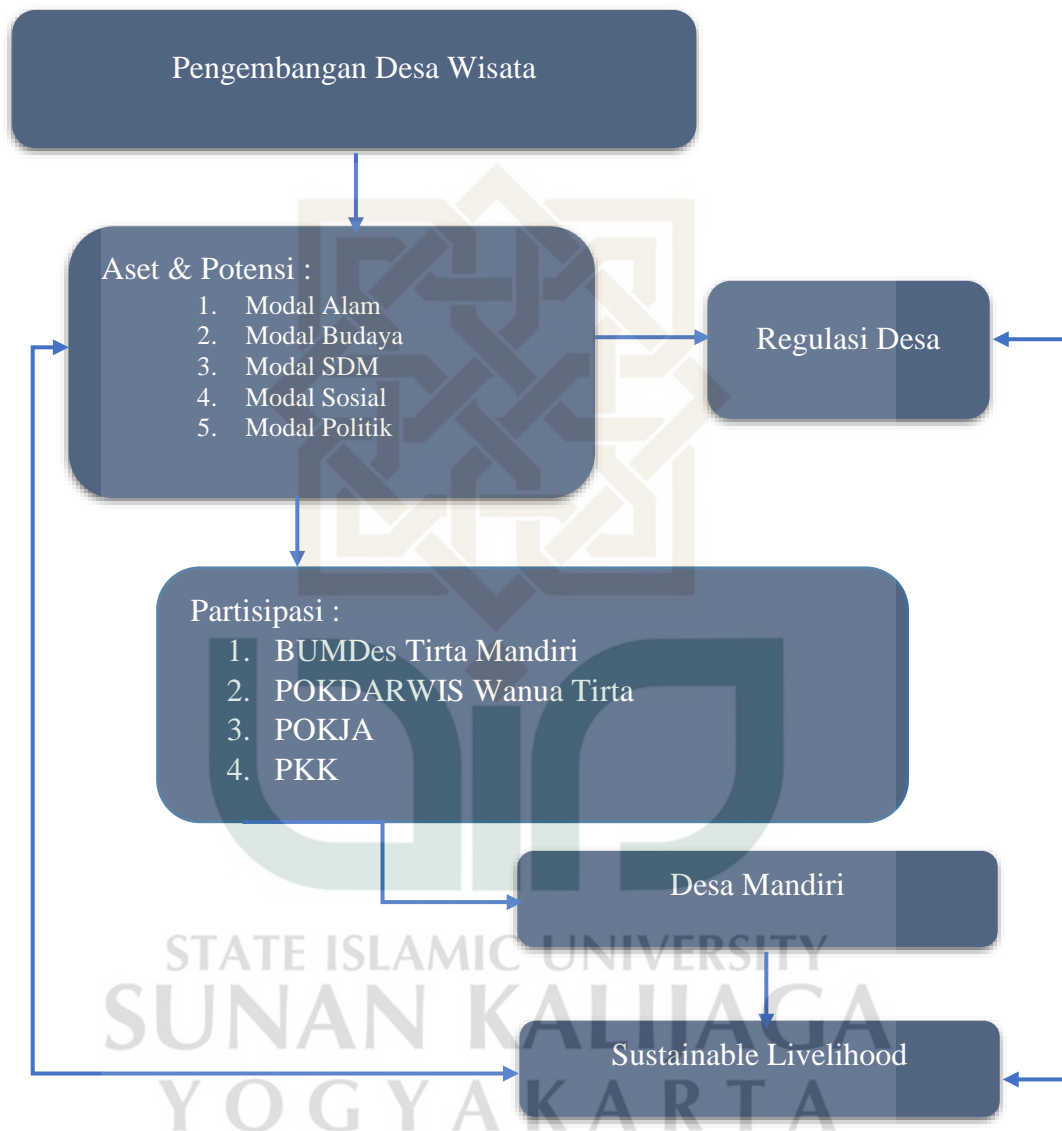 Pengembangan Desa Wisata
Aset & Potensi :
1. Modal Alam
2. Modal Budaya
3. Modal SDM
4. Modal Sosial
5. Modal Politik
Regulasi Desa
Partisipasi :
1. BUMDes Tirta Mandiri
2. POKDARWIS Wanua Tirta
3. POKJA
4. PKK
Desa Mandiri
STATE ISLAMIC UNIVERSITY
SUNAN KALIJAGA
Sustainable Livelihood
YOGYAKARTA